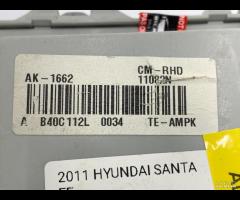 CM-RHD
AK-1662 11082N
A B40C112L 0034 TE-AMPK
2011 HYUNDAI SANTA